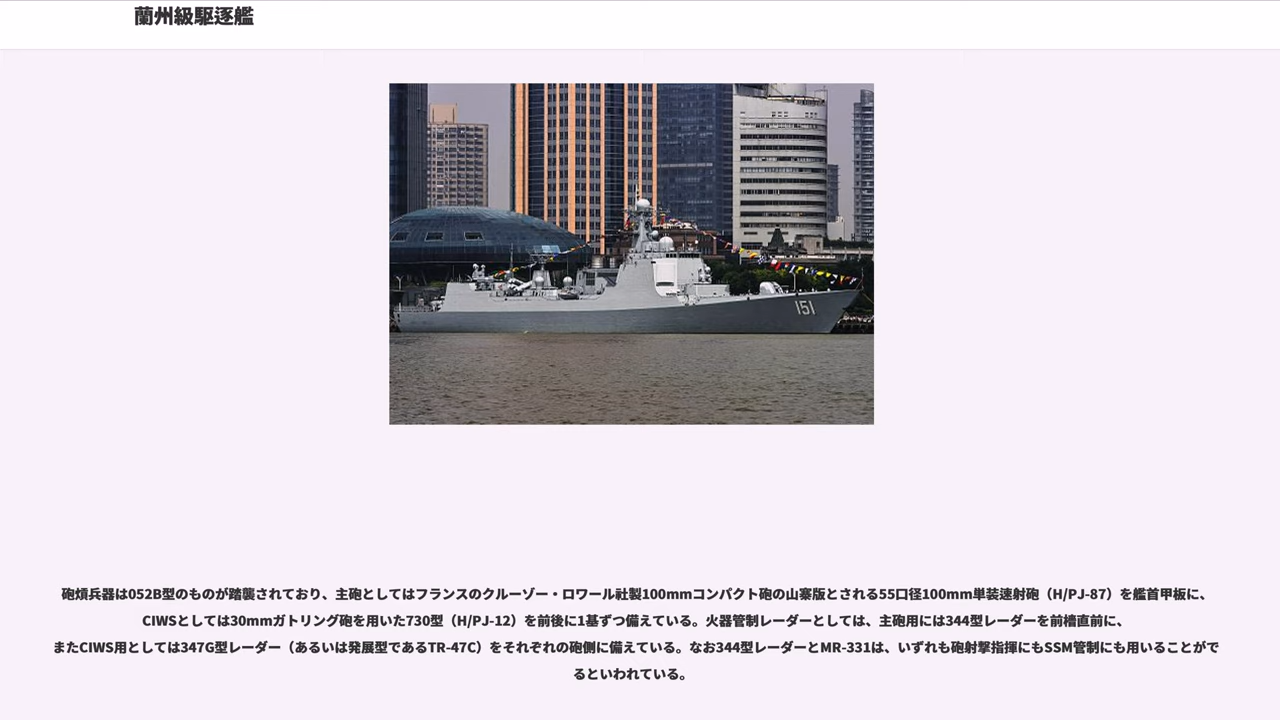 蘭州級駆逐艦
151
砲熕兵器は052B型のものが踏襲されており、主砲としてはフランスのクルーゾー・ロワール社製100mmコンパクト砲の山寨版とされる55口径100mm単装速射砲（H/PJ-87）を艦首甲板に、
CIWSとしては30mmガトリング砲を用いた730型（H/PJ-12）を前後に1基ずつ備えている。火器管制レーダーとしては、主砲用には344型レーダーを前檣直前に、
またCIWS用としては347G型レーダー（あるいは発展型であるTR-47C）をそれぞれの砲側に備えている。なお344型レーダーとMR-331は、いずれも砲射撃指揮にもSSM管制にも用いることがで
るといわれている。